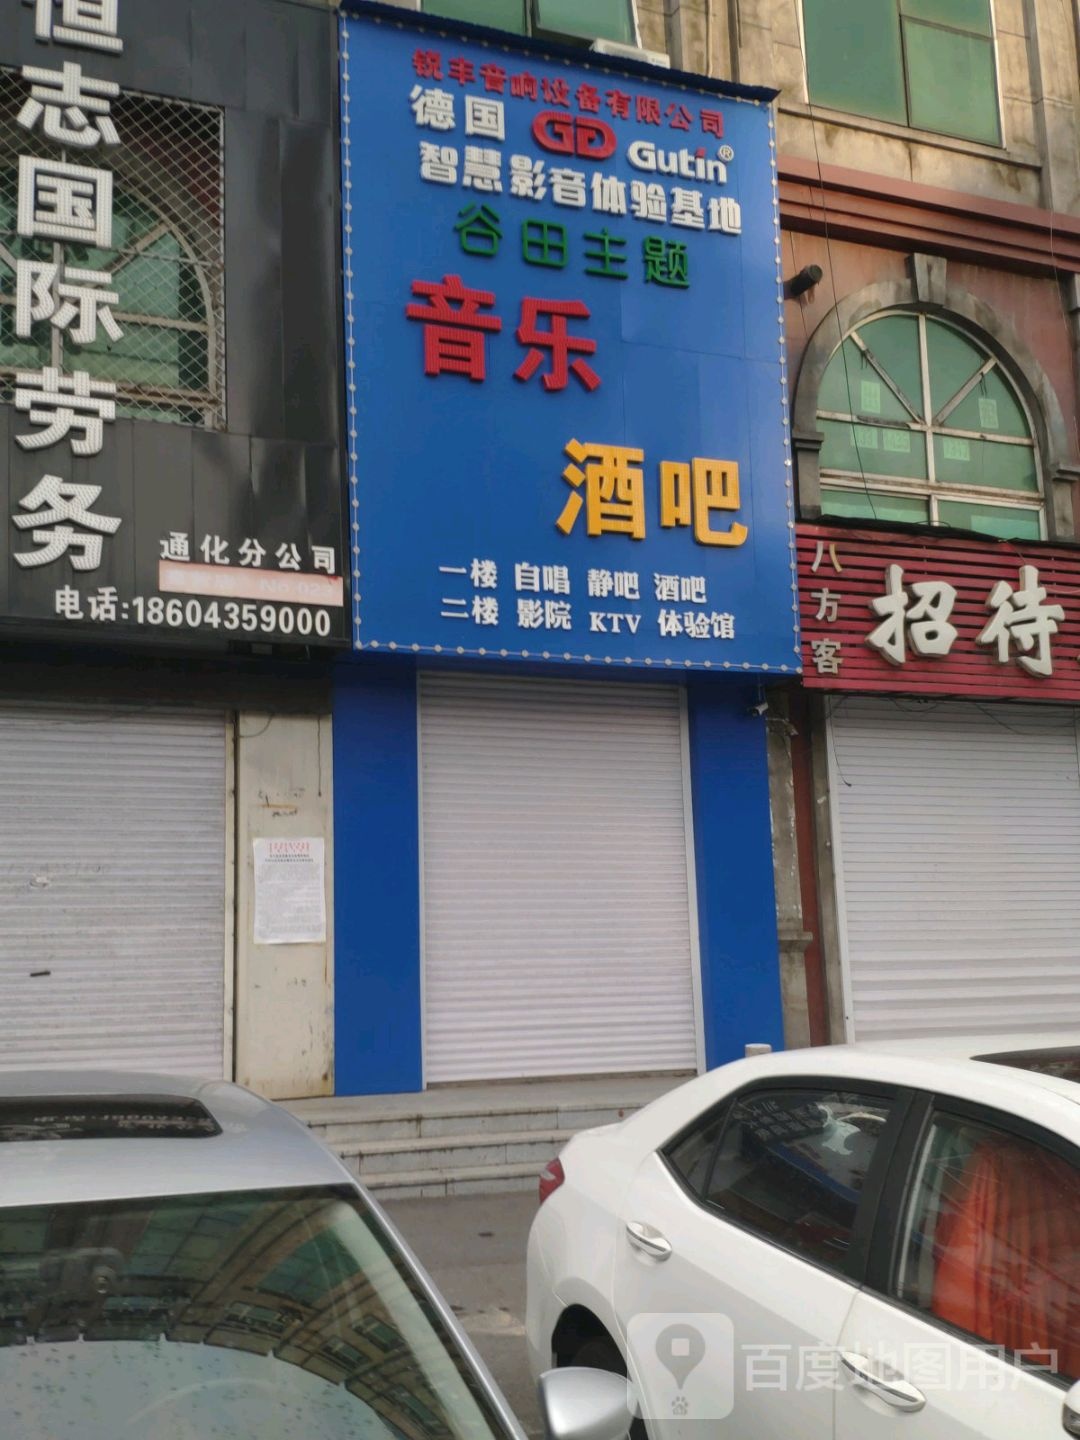 恒志国际劳务
通化分公司
电话:18604359000
锐丰音响设备有限公司
德国 GD Gutin®
智慧影音体验基地
谷田主题
音乐
酒吧
一楼 自唱 静吧 酒吧
二楼 影院 KTV 体验馆
八方客
招待
百度地图用户